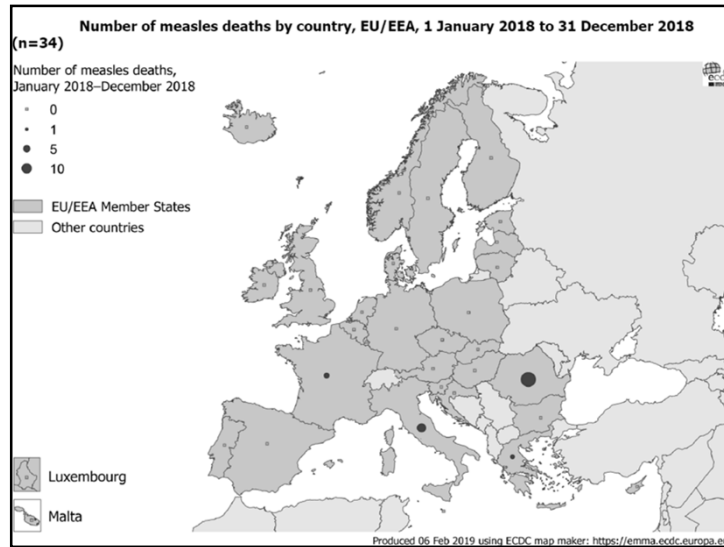 Number of measles deaths by country, EU/EEA, 1 January 2018 to 31 December 2018
(n=34)
Number of measles deaths,
January 2018–December 2018
0
1
5
10
EU/EEA Member States
Other countries
Luxembourg
Malta
Produced 06 Feb 2019 using ECDC map maker: https://emma.ecdc.europa.e